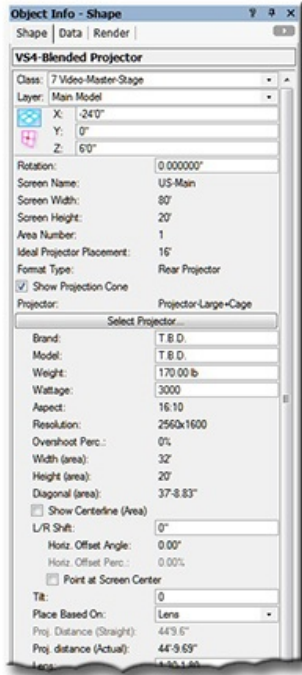 Object Info - Shape
Shape Data Render
VS4-Blended Projector
Class: 7 Video-Master-Stage
Layer: Main Model
X: -24'0"
Y: 0"
Z: 6'0"
Rotation: 0.000000°
Screen Name: US-Main
Screen Width: 80'
Screen Height: 20'
Area Number: 1
Ideal Projector Placement: 16'
Format Type: Rear Projector
Show Projection Cone
Projector: Projector-Large+Cage
Select Projector...
Brand: T.B.D.
Model: T.B.D.
Weight: 170.00 lb
Wattage: 3000
Aspect: 16:10
Resolution: 2560x1600
Overshoot Perc.: 0%
Width (area): 32'
Height (area): 20'
Diagonal (area): 37'-8.83"
Show Centerline (Area)
L/R Shift: 0"
Horiz. Offset Angle: 0.00°
Horiz. Offset Perc.: 0.00%
Point at Screen Center
Tilt: 0
Place Based On: Lens
Proj. Distance (Straight): 44'9.6"
Proj. distance (Actual): 44'-9.69"
Lens: 1.30-1.80